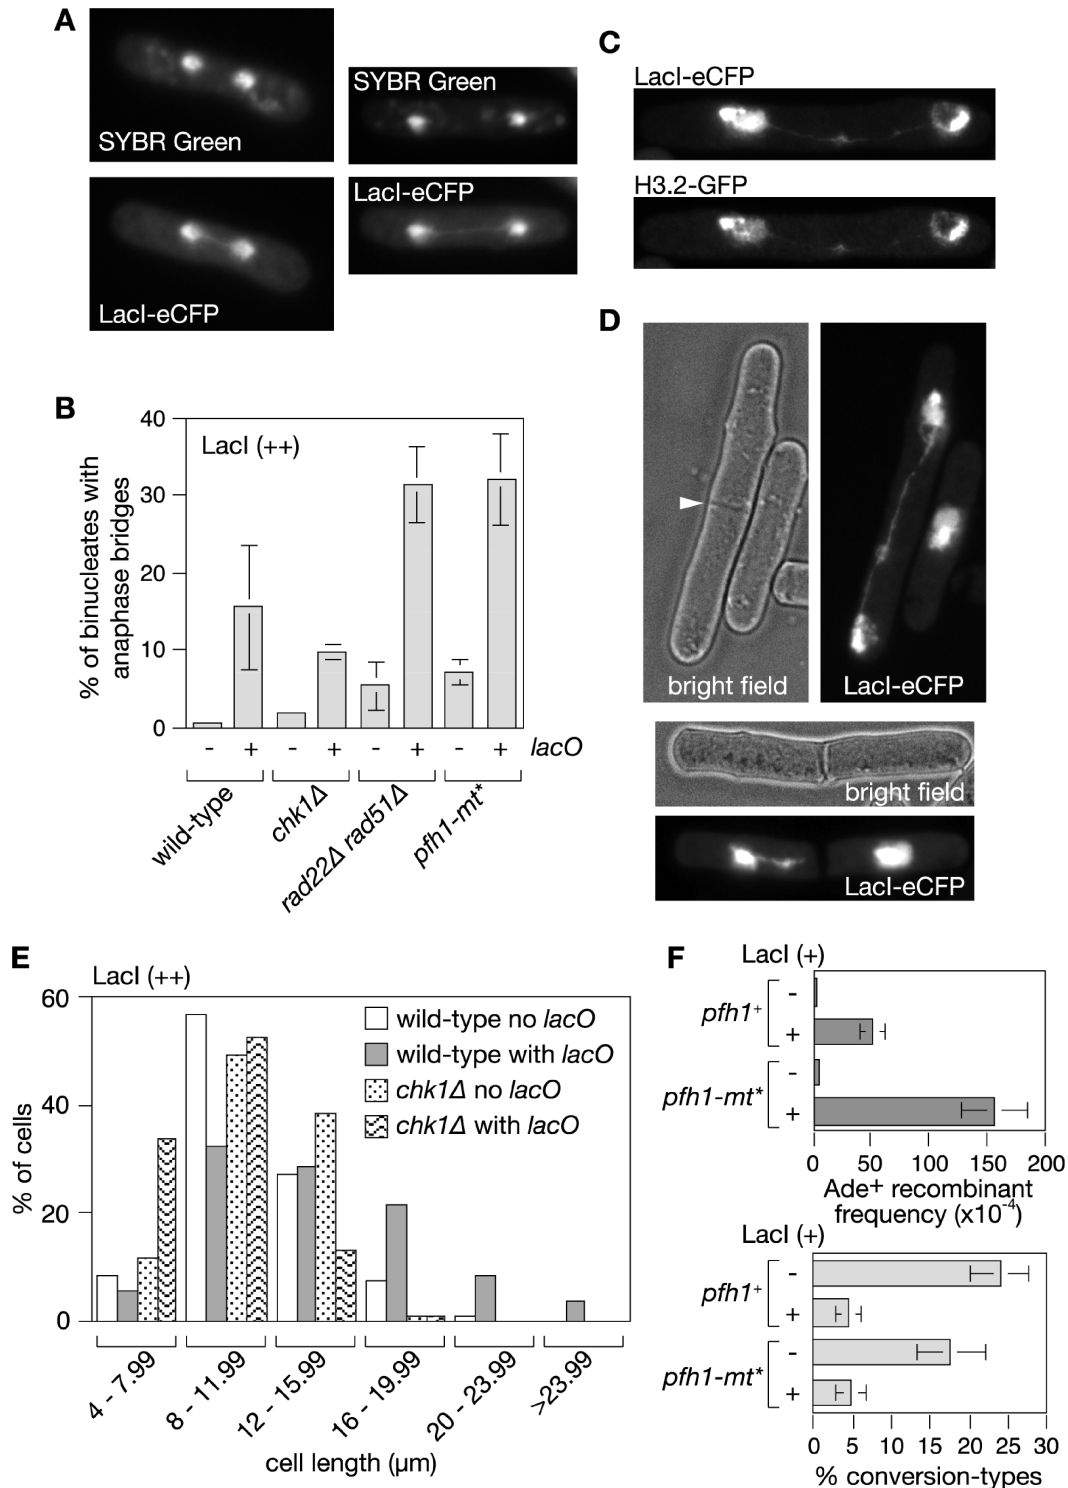 A
SYBR Green
SYBR Green
LacI-eCFP
LacI-eCFP
C
LacI-eCFP
H3.2-GFP
B
LacI (++)
% of binucleates with
anaphase bridges
40
30
20
10
0
- + - + - + - + lacO
wild-type
chk1Δ
rad22Δ rad51Δ
pfh1-mt*
D
bright field
LacI-eCFP
bright field
LacI-eCFP
E
LacI (++)
% of cells
60
40
20
0
wild-type no lacO
wild-type with lacO
chk1Δ no lacO
chk1Δ with lacO
4 - 7.99
8 - 11.99
12 - 15.99
16 - 19.99
20 - 23.99
>23.99
cell length (µm)
F
LacI (+)
pfh1+
-
+
pfh1-mt*
-
+
0 50 100 150 200
Ade+ recombinant
frequency (x10-4)
LacI (+)
pfh1+
-
+
pfh1-mt*
-
+
0 5 10 15 20 25 30
% conversion-types